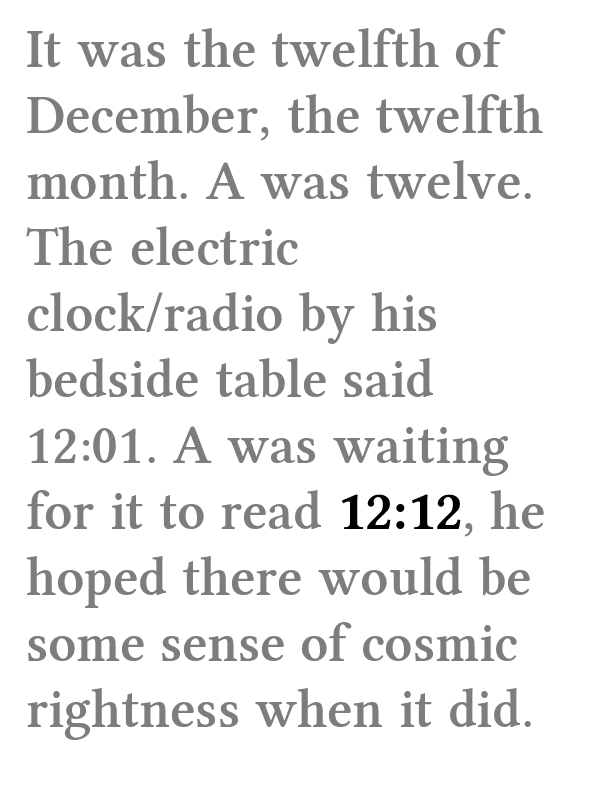 It was the twelfth of
December, the twelfth
month. A was twelve.
The electric
clock/radio by his
bedside table said
12:01. A was waiting
for it to read 12:12, he
hoped there would be
some sense of cosmic
rightness when it did.